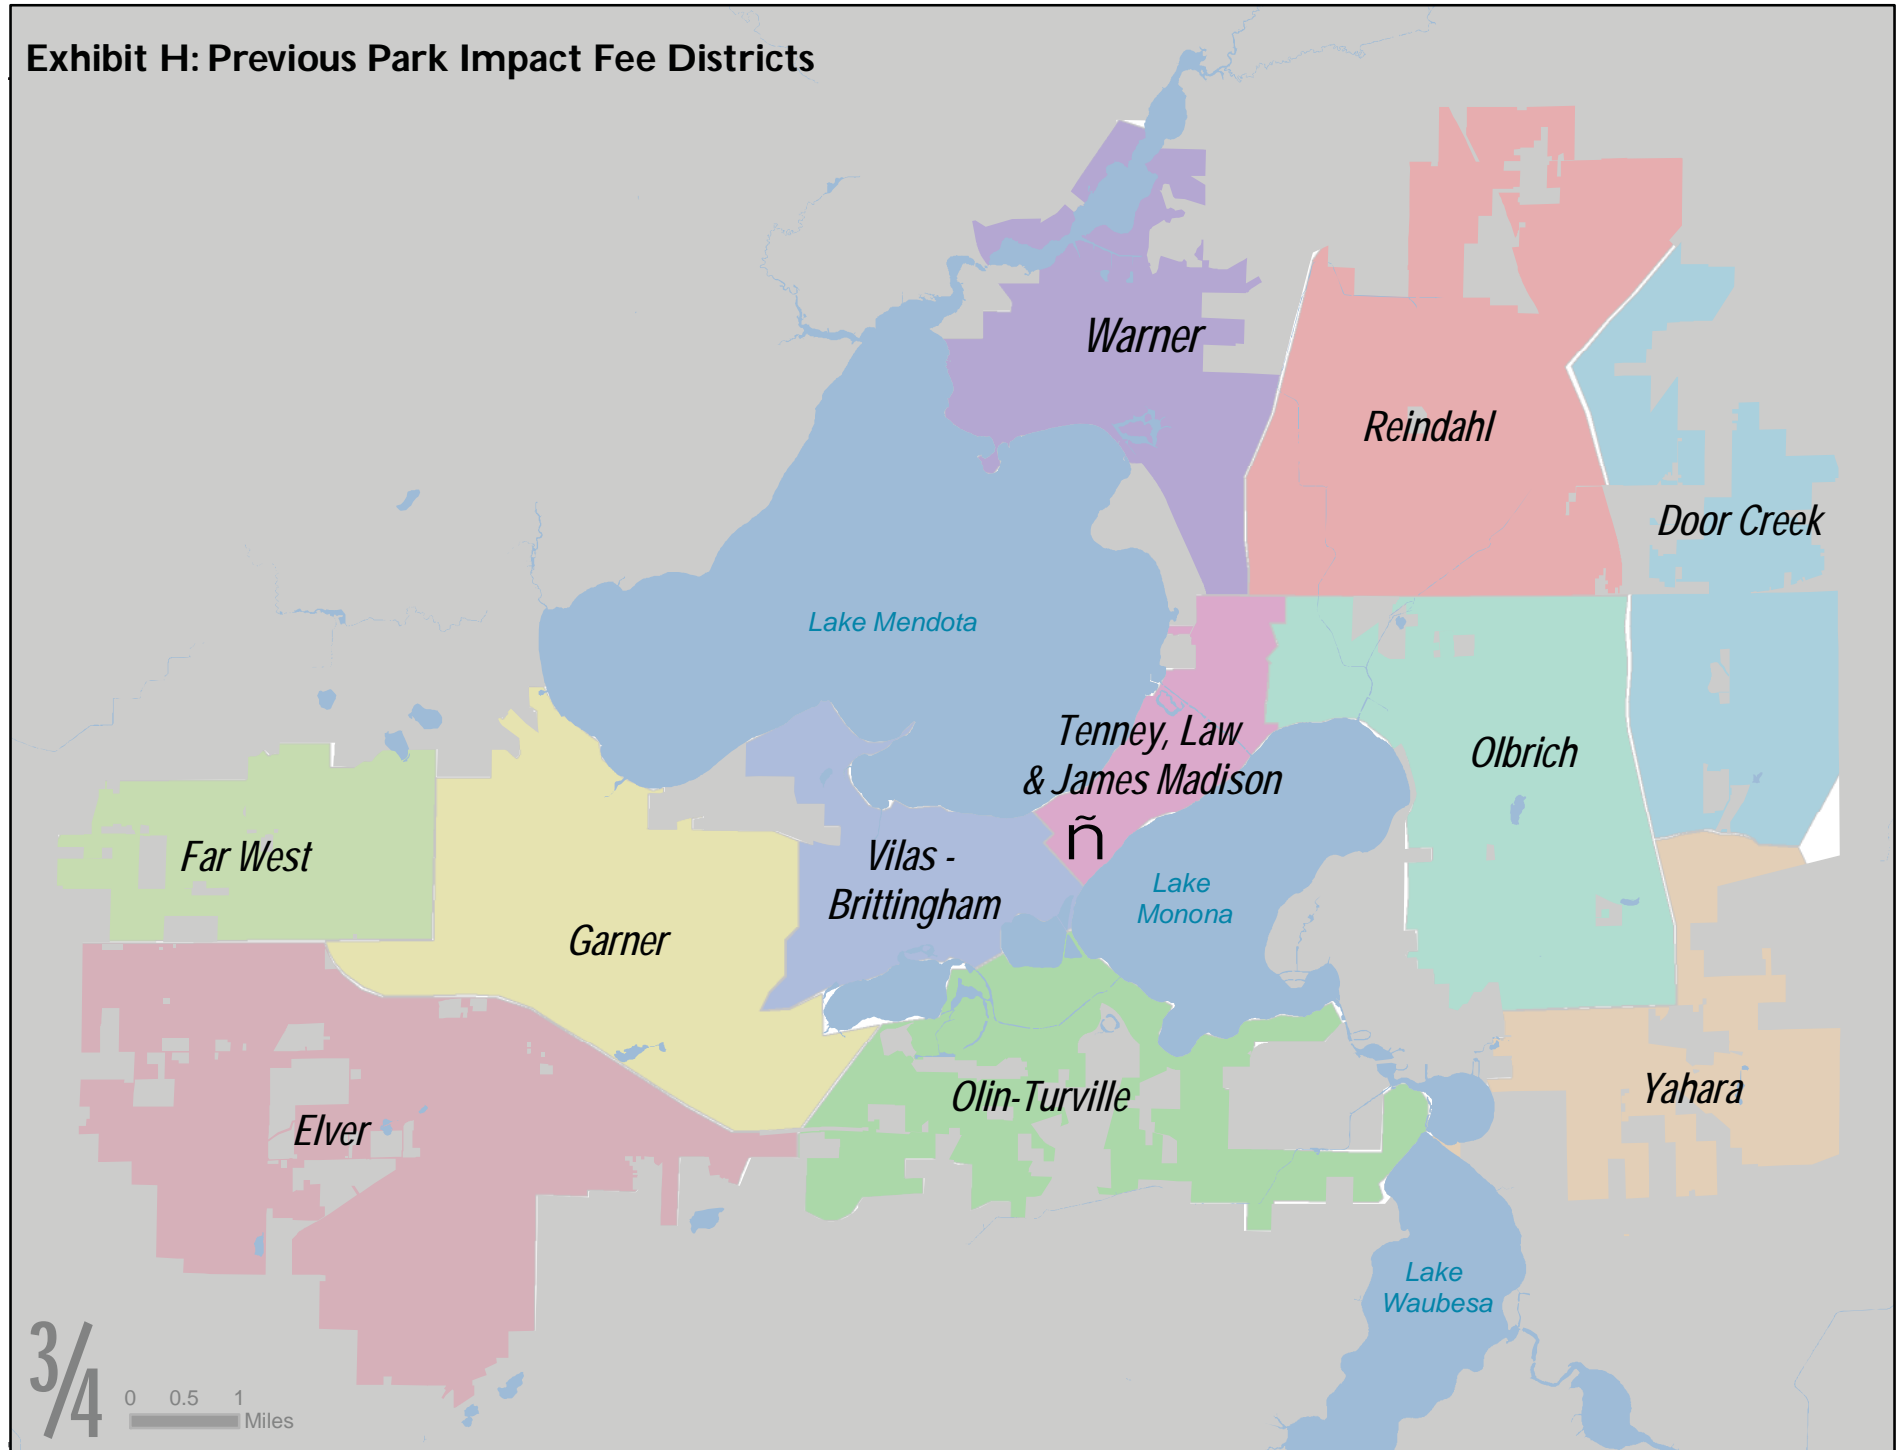 Exhibit H: Previous Park Impact Fee Districts
Warner
Reindahl
Door Creek
Lake Mendota
Tenney, Law
& James Madison
ñ
Olbrich
Far West
Vilas -
Brittingham
Lake
Monona
Garner
Olin-Turville
Yahara
Elver
Lake
Waubesa
3/4
0 0.5 1
Miles